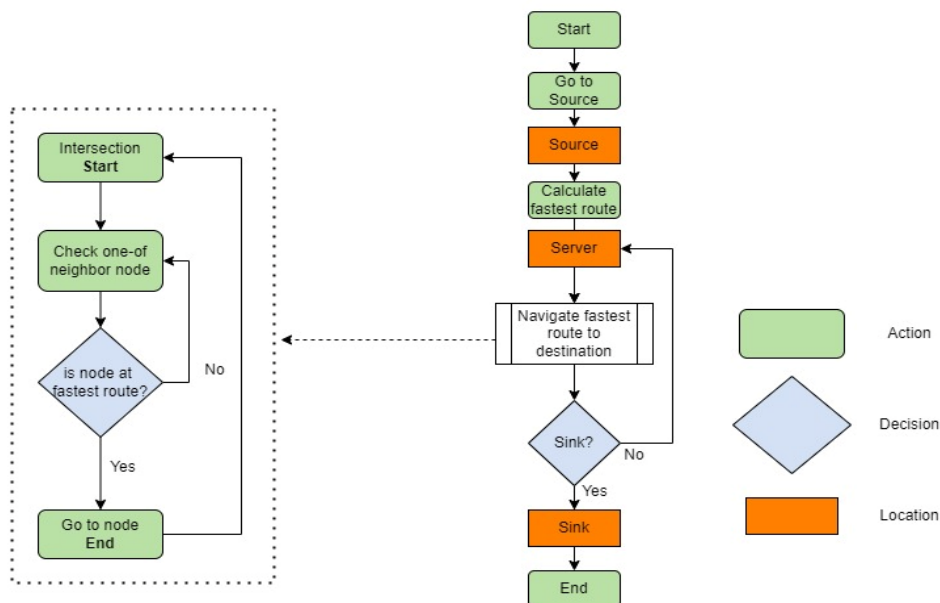 Start
Go to
Source
Source
Calculate
fastest route
Server
Navigate fastest
route to
destination
Sink?
No
Yes
Sink
End
Intersection
Start
Check one-of
neighbor node
is node at
fastest route?
No
Yes
Go to node
End
Action
Decision
Location